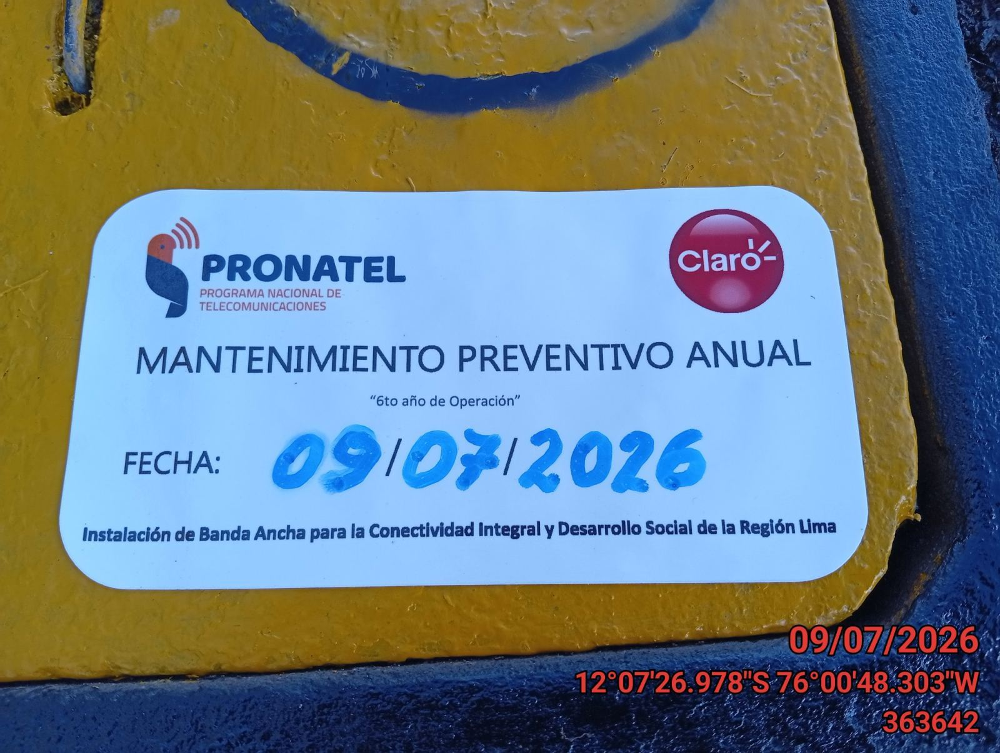 PRONATEL
PROGRAMA NACIONAL DE
TELECOMUNICACIONES
Claro
MANTENIMIENTO PREVENTIVO ANUAL
“6to año de Operación”
FECHA: 09/07/2026
Instalación de Banda Ancha para la Conectividad Integral y Desarrollo Social de la Región Lima
09/07/2026
12°07'26.978"S 76°00'48.303"W
363642